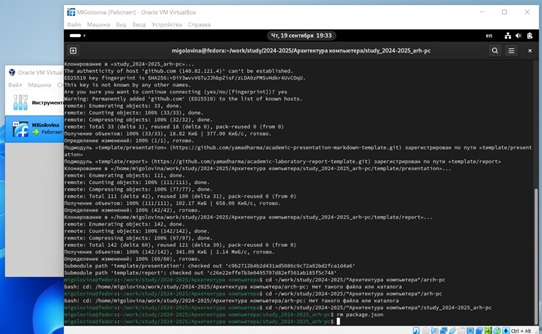 MIGolovina (Работает) - Oracle VM VirtualBox
Файл Машина Вид Ввод Устройства Справка
Чт, 19 сентября 19:33
en
migolovina@fedora:~/work/study/2024-2025/Архитектура компьютера/study_2024-2025_arh-pc
Oracle VM Virtual
Файл Машина
Инструмен
MIGolovina
Работает
Клонирование в «study_2024-2025_arh-pc»...
The authenticity of host 'github.com (140.82.121.4)' can't be established.
This key is not known by any other names.
Are you sure you want to continue connecting (yes/no/[fingerprint])? yes
Warning: Permanently added 'github.com' (ED25519) to the list of known hosts.
remote: Enumerating objects: 33, done.
remote: Counting objects: 100% (33/33), done.
remote: Compressing objects: 100% (32/32), done.
remote: Total 33 (delta 1), reused 18 (delta 0), pack-reused 0 (from 0)
Получение объектов: 100% (33/33), 18.82 КиБ | 377.00 КиБ/с, готово.
Определение изменений: 100% (1/1), готово.
Подмодуль «template/presentation» (https://github.com/yamadharma/academic-presentation-markdown-template.git) зарегистрирован по пути «template/present
ation»
Подмодуль «template/report» (https://github.com/yamadharma/academic-laboratory-report-template.git) зарегистрирован по пути «template/report»
Клонирование в «/home/migolovina/work/study/2024-2025/Архитектура компьютера/study_2024-2025_arh-pc/template/presentation»...
remote: Enumerating objects: 111, done.
remote: Counting objects: 100% (111/111), done.
remote: Compressing objects: 100% (77/77), done.
remote: Total 111 (delta 42), reused 100 (delta 31), pack-reused 0 (from 0)
Получение объектов: 100% (111/111), 102.17 КиБ | 658.00 КиБ/с, готово.
Определение изменений: 100% (42/42), готово.
Клонирование в «/home/migolovina/work/study/2024-2025/Архитектура компьютера/study_2024-2025_arh-pc/template/report»...
remote: Enumerating objects: 142, done.
remote: Counting objects: 100% (142/142), done.
remote: Compressing objects: 100% (97/97), done.
remote: Total 142 (delta 60), reused 121 (delta 39), pack-reused 0 (from 0)
Получение объектов: 100% (142/142), 341.09 КиБ | 1.14 МиБ/с, готово.
Определение изменений: 100% (60/60), готово.
Submodule path 'template/presentation': checked out
Submodule path 'template/report': checked out
migolovina@fedora:~/work/study/2024-2025/Архитектура компьютера$ cd ~/work/study/2024-2025/"Архитектура компьютера"/arch-pc
bash: cd: /home/migolovina/work/study/2024-2025/Архитектура компьютера/arch-pc: Нет такого файла или каталога
migolovina@fedora:~/work/study/2024-2025/Архитектура компьютера$ cd ~/work/study/2024-2025/"Архитектура компьютера"/arh-pc
bash: cd: /home/migolovina/work/study/2024-2025/Архитектура компьютера/arh-pc: Нет такого файла или каталога
migolovina@fedora:~/work/study/2024-2025/Архитектура компьютера$ cd ~/work/study/2024-2025/"Архитектура компьютера"/study_2024-2025_arh-pc
migolovina@fedora:~/work/study/2024-2025/Архитектура компьютера/study_2024-2025_arh-pc$ rm package.json
migolovina@fedora:~/work/study/2024-2025/Архитектура компьютера/study_2024-2025_arh-pc$
Ctrl + Alt